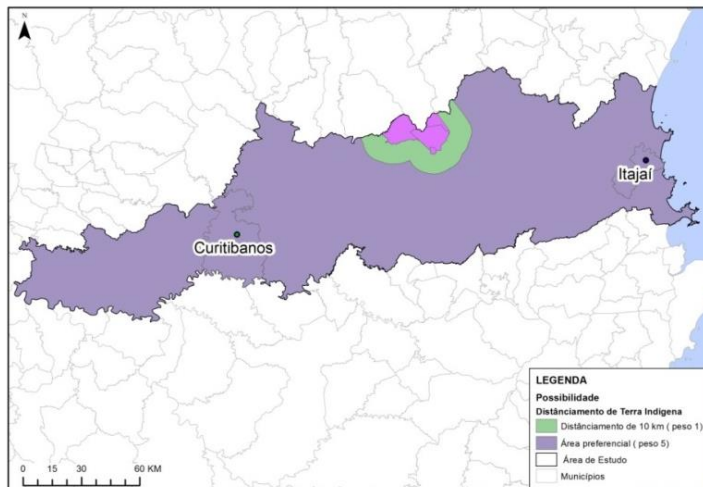 N
Itajaí
Curitibanos
LEGENDA
Possibilidade
Distânciamento de Terra Indígena
Distânciamento de 10 km ( peso 1)
Área preferencial ( peso 5)
Área de Estudo
Municípios
0 15 30 60 KM